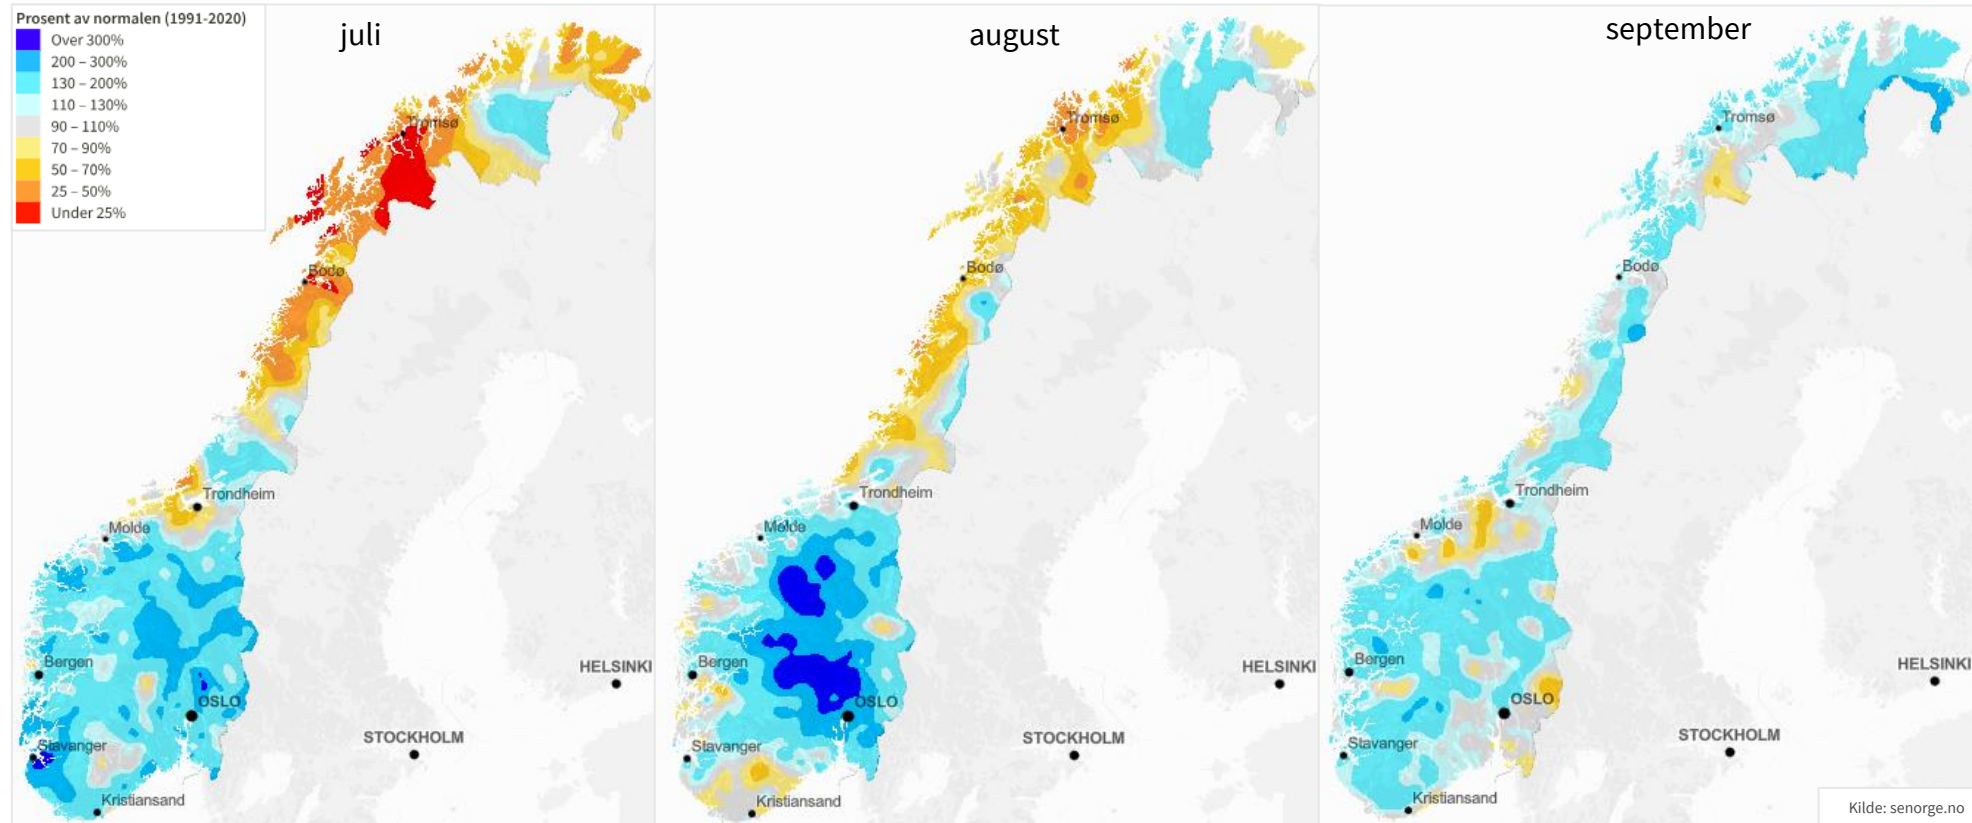 Prosent av normalen (1991-2020)
Over 300%
200 – 300%
130 – 200%
110 – 130%
90 – 110%
70 – 90%
50 – 70%
25 – 50%
Under 25%
juli
Tromsø
Bodø
Trondheim
Molde
Bergen
OSLO
Stavanger
Kristiansand
HELSINKI
STOCKHOLM
august
Tromsø
Bodø
Trondheim
Molde
Bergen
OSLO
Stavanger
Kristiansand
HELSINKI
STOCKHOLM
september
Tromsø
Bodø
Trondheim
Molde
Bergen
OSLO
Stavanger
Kristiansand
HELSINKI
STOCKHOLM
Kilde: senorge.no